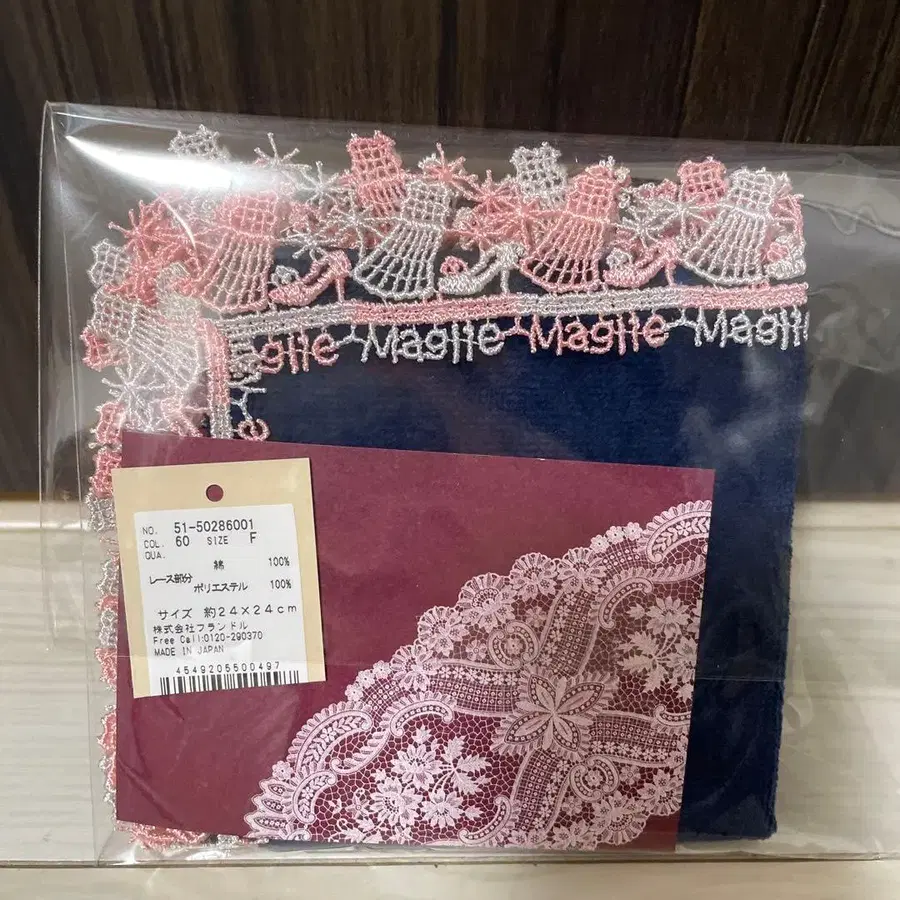 aglie Maglie Maglie Magli
e
NO. 51-50286001
COL. 60 SIZE F
QUA.
綿 100%
レース部分
ポリエステル 100%
サイズ 約24×24cm
株式会社フランドル
Free Call:0120-290370
MADE IN JAPAN
4549205500497